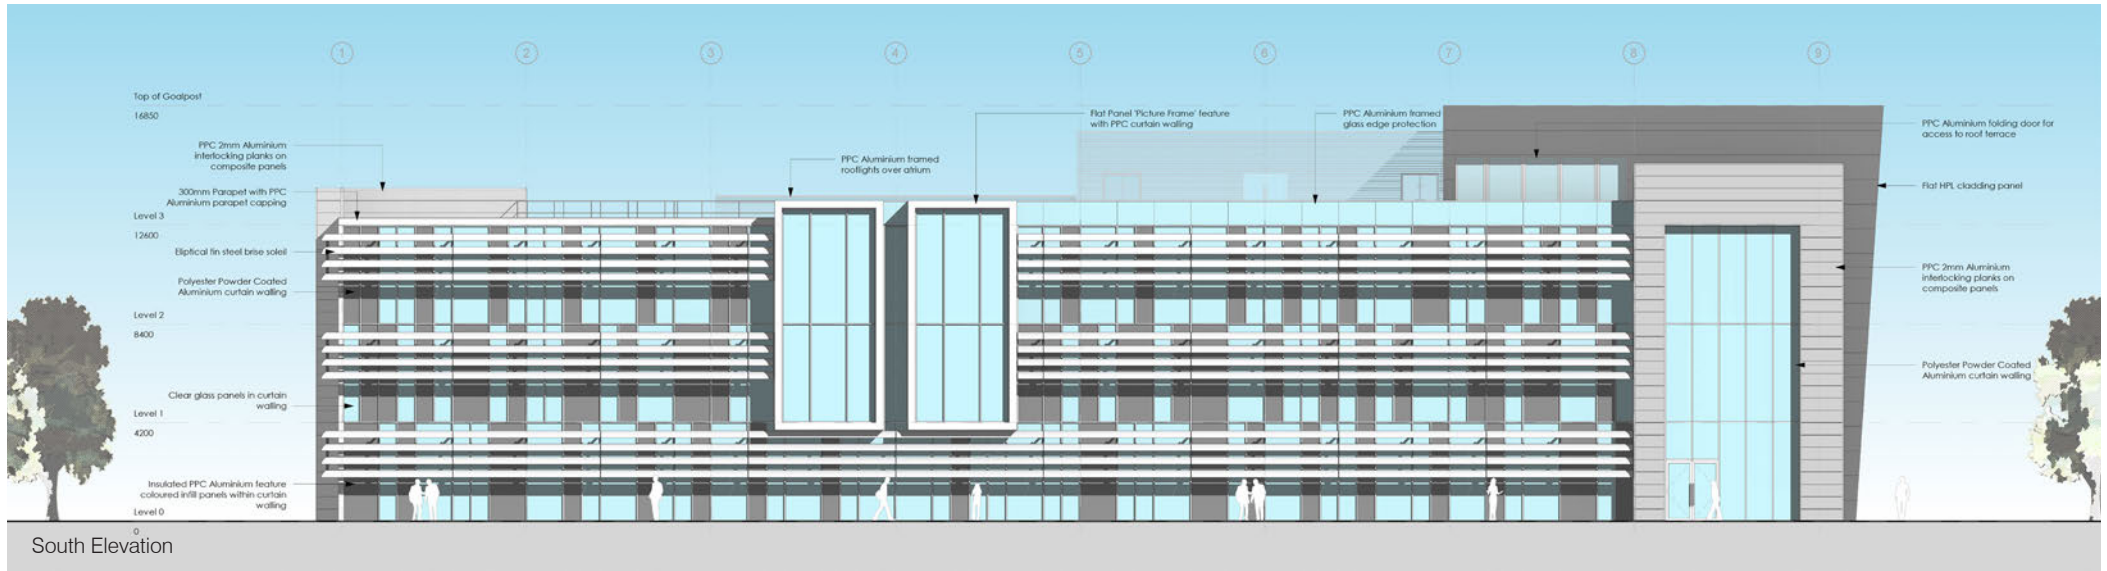 1
2
3
4
5
6
7
8
9
Top of Goalpost
16850
PPC 2mm Aluminium
interlocking planks on
composite panels
300mm Parapet with PPC
Aluminium parapet capping
Level 3
12600
Eliptical fin steel brise soleil
Polyester Powder Coated
Aluminium curtain walling
Level 2
8400
Clear glass panels in curtain
walling
Level 1
4200
Insulated PPC Aluminium feature
coloured infill panels within curtain
walling
Level 0
0
PPC Aluminium framed
rooflights over atrium
Flat Panel 'Picture Frame' feature
with PPC curtain walling
PPC Aluminium framed
glass edge protection
PPC Aluminium folding door for
access to roof terrace
Flat HPL cladding panel
PPC 2mm Aluminium
interlocking planks on
composite panels
Polyester Powder Coated
Aluminium curtain walling
South Elevation